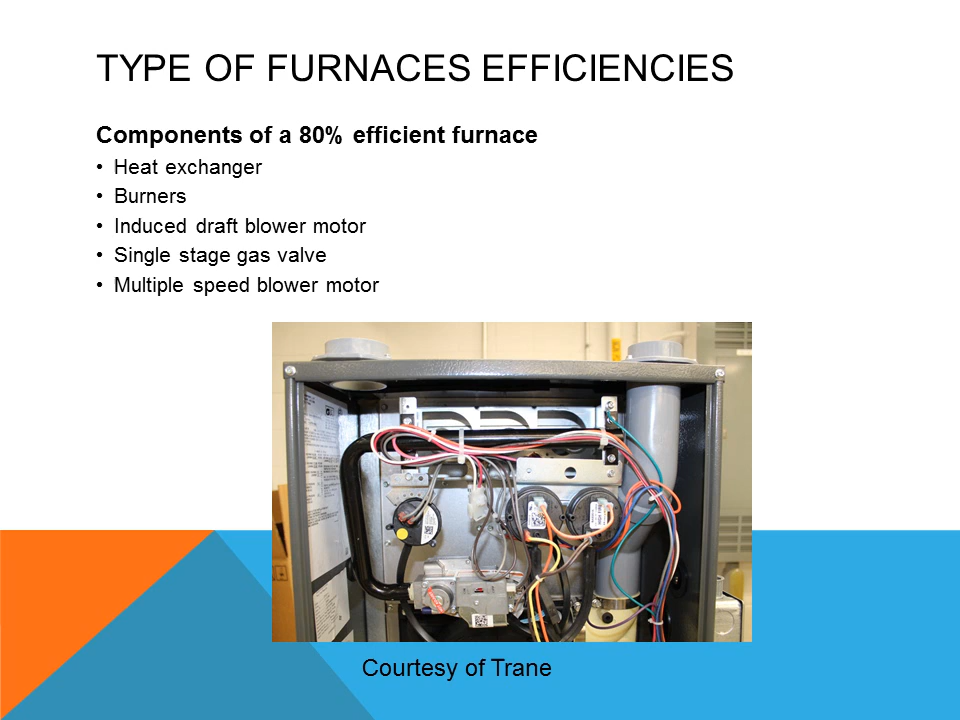 TYPE OF FURNACES EFFICIENCIES
Components of a 80% efficient furnace
• Heat exchanger
• Burners
• Induced draft blower motor
• Single stage gas valve
• Multiple speed blower motor
Courtesy of Trane